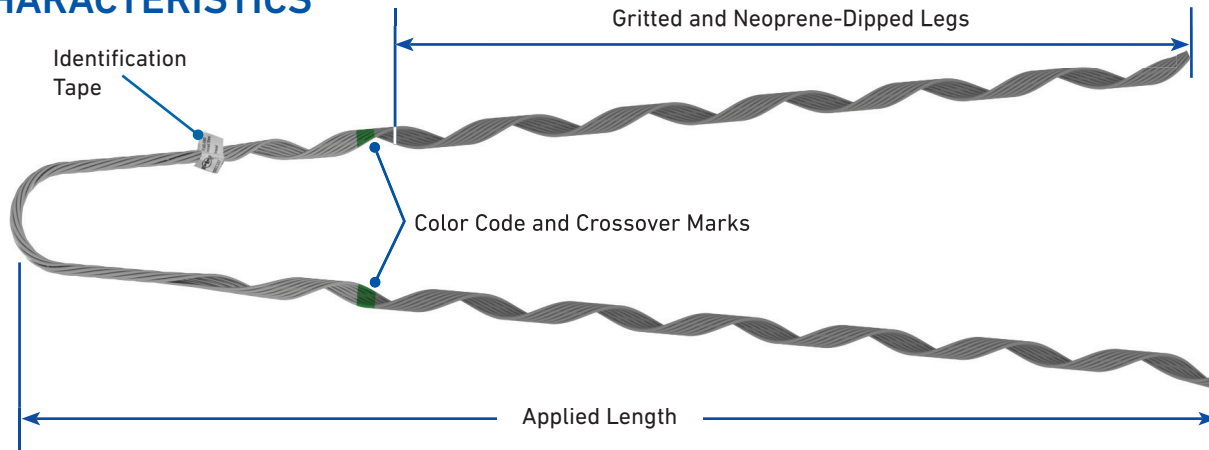 HARACTERISTICS
Gritted and Neoprene-Dipped Legs
Identification
Tape
Color Code and Crossover Marks
Applied Length